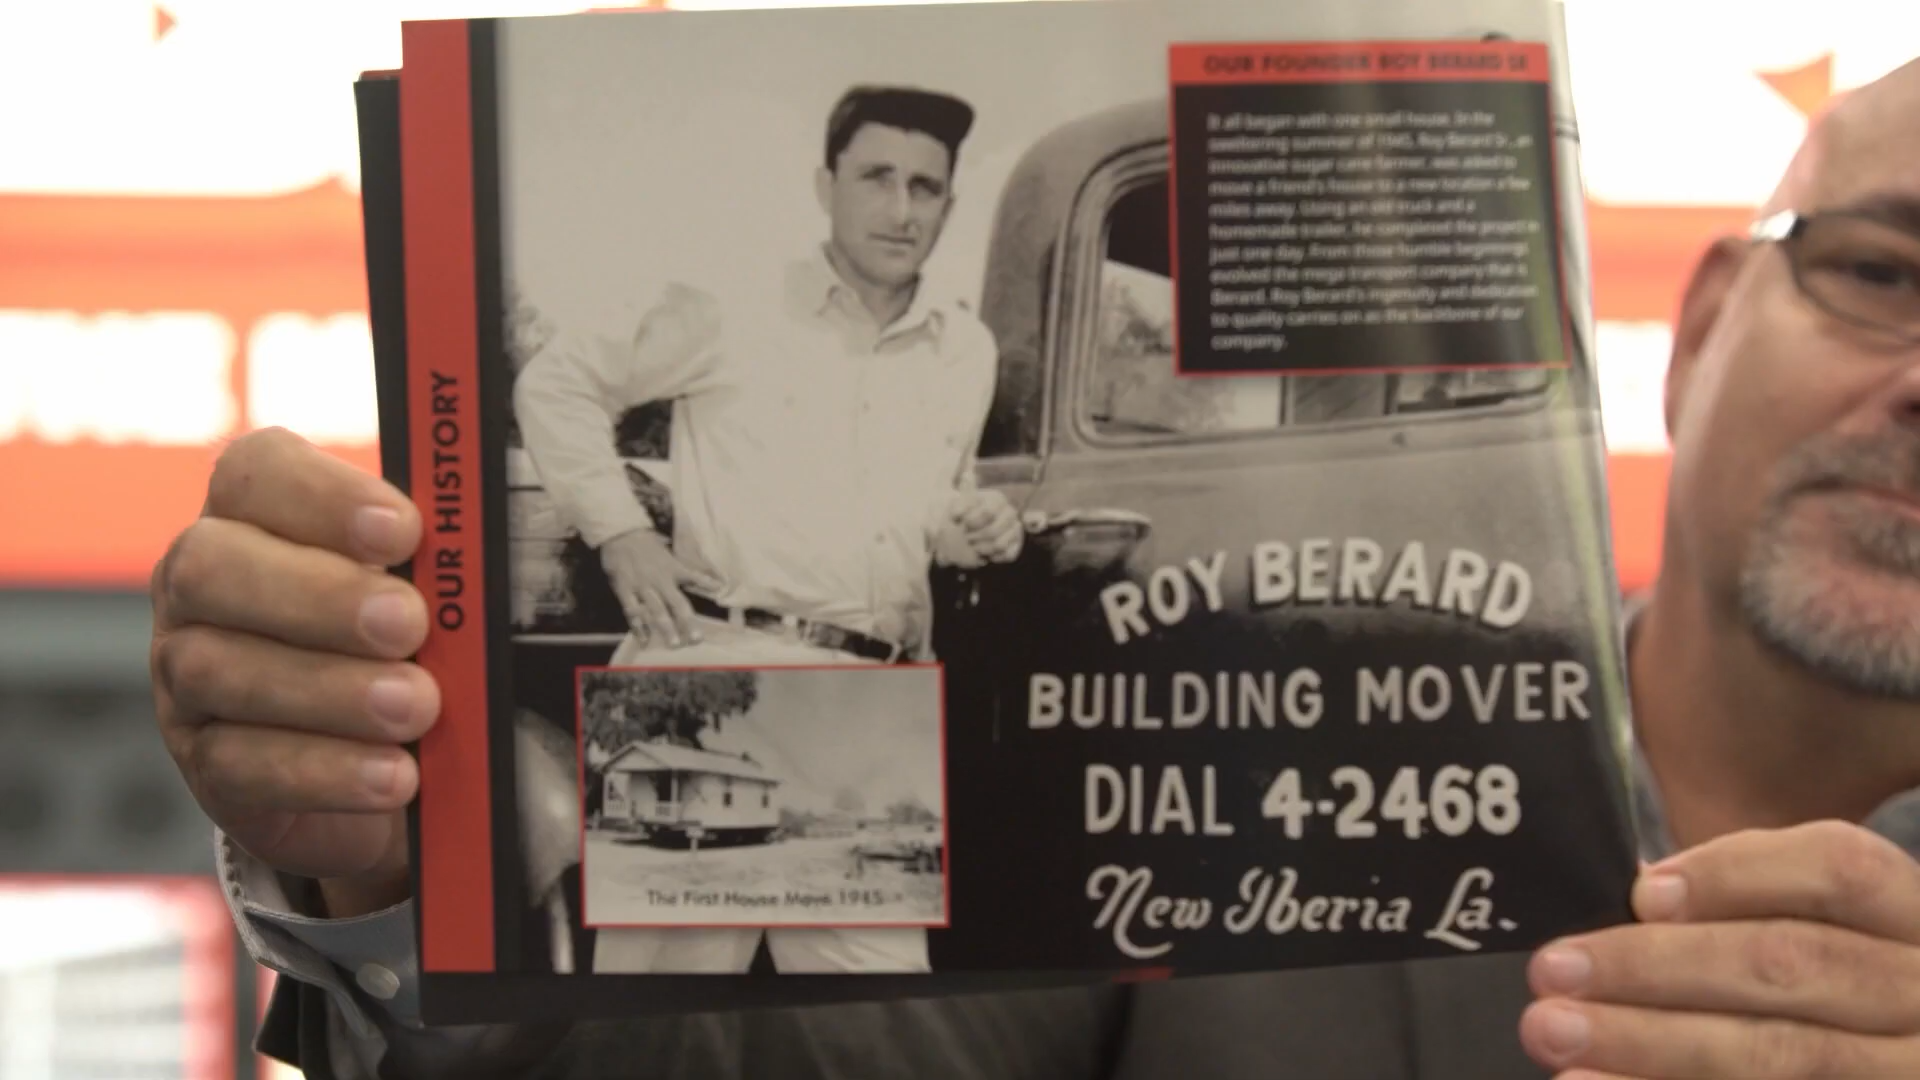 OUR HISTORY
OUR FOUNDER ROY BERARD SR
It all began with one small house. In the
sweltering summer of 1945, Roy Berard Sr., an
innovative sugar cane farmer, was asked to
move a friend's house to a new location a few
miles away. Using an old truck and a
homemade trailer, he completed the project in
just one day. From those humble beginnings
evolved the mega transport company that is
Berard. Roy Berard's ingenuity and dedication
to quality carries on as the backbone of our
company.
ROY BERARD
BUILDING MOVER
DIAL 4-2468
New Iberia La.
The First House Move 1945